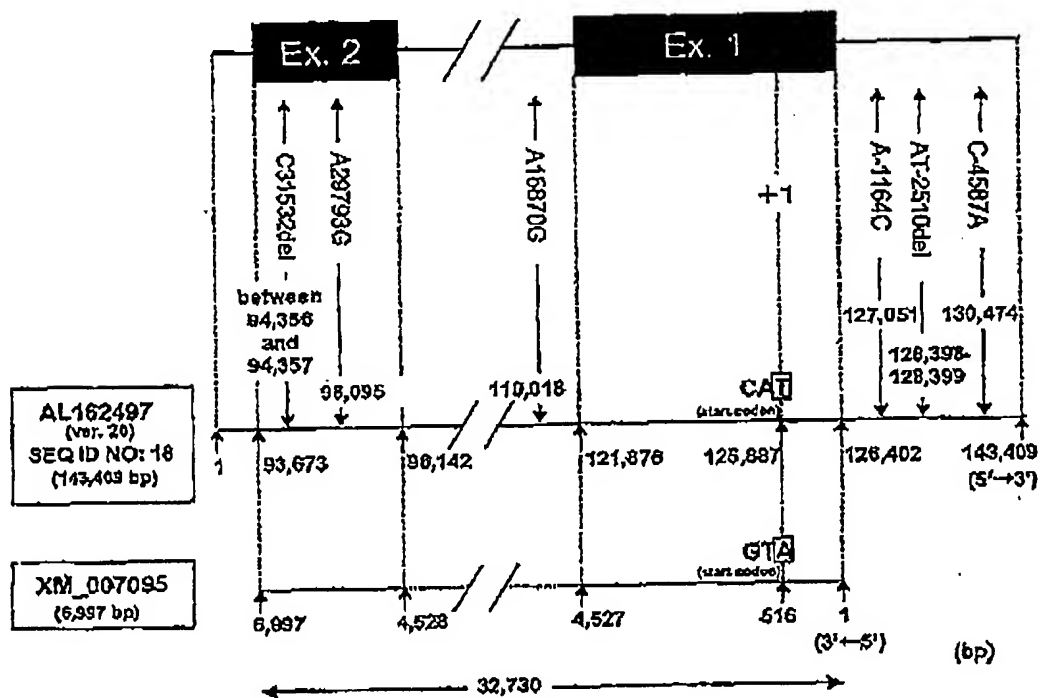 Ex. 2
Ex. 1
C31532del
A29793G
A15870G
+1
A-1164C
AT-2510del
C-4587A
between
94,356
and
94,357
96,095
110,018
127,051
130,474
128,398-
128,399
CAT
(start codon)
AL162497
(ver. 20)
SEQ ID NO: 18
(143,409 bp)
1
93,673
96,142
121,876
125,887
126,402
143,409
(5'→3')
GTA
(start codon)
XM_007095
(6,997 bp)
6,997
4,528
4,527
516
1
(3'←5')
(bp)
32,730